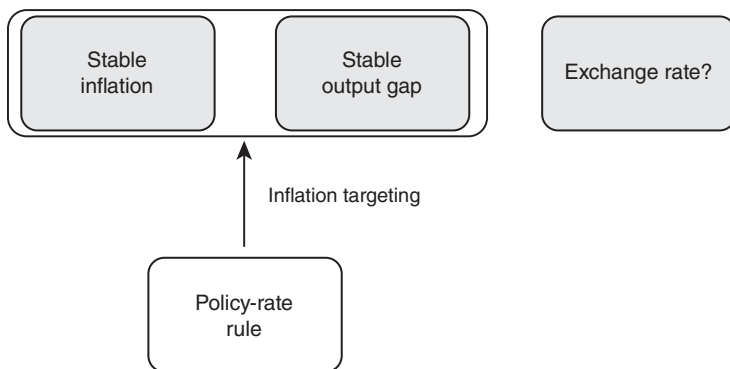 Stable
inflation
Stable
output gap
Exchange rate?
Inflation targeting
Policy-rate
rule